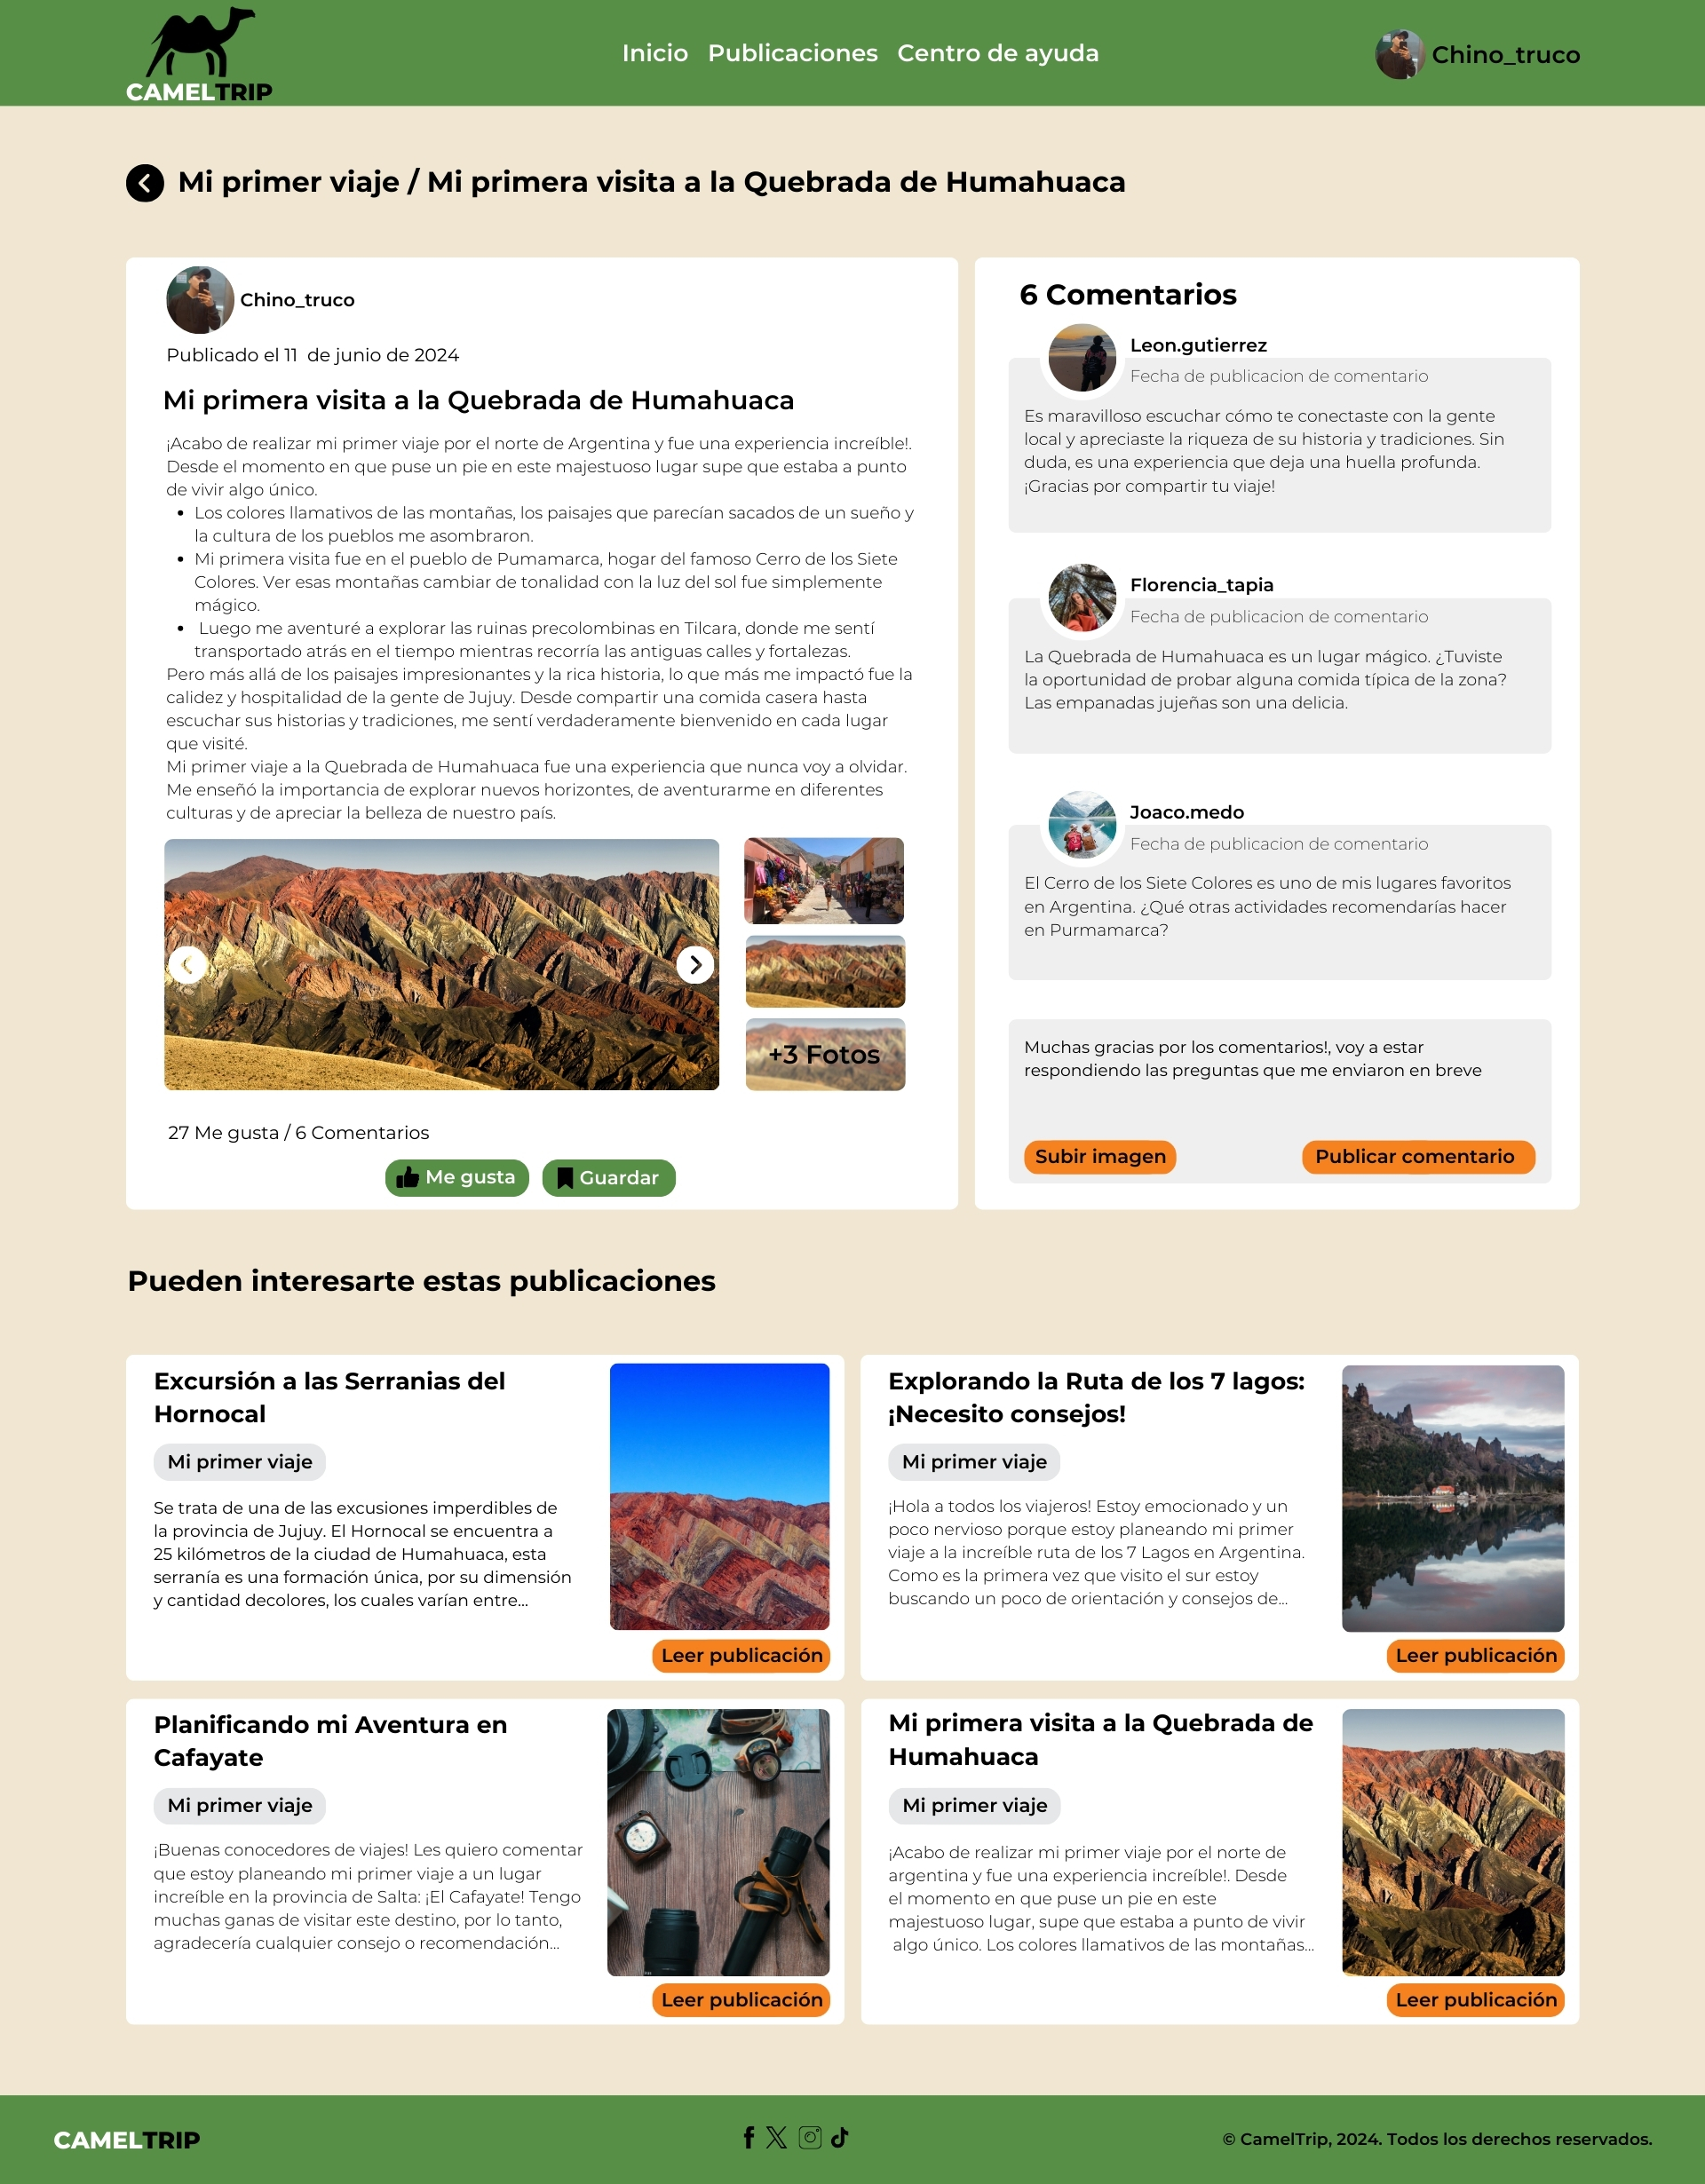 Inicio Publicaciones Centro de ayuda
Chino_truco
CAMELTRIP
Mi primer viaje / Mi primera visita a la Quebrada de Humahuaca
Chino_truco
Publicado el 11 de junio de 2024
Mi primera visita a la Quebrada de Humahuaca
¡Acabo de realizar mi primer viaje por el norte de Argentina y fue una experiencia increíble!.
Desde el momento en que puse un pie en este majestuoso lugar supe que estaba a punto
de vivir algo único.
• Los colores llamativos de las montañas, los paisajes que parecían sacados de un sueño y
la cultura de los pueblos me asombraron.
• Mi primera visita fue en el pueblo de Pumamarca, hogar del famoso Cerro de los Siete
Colores. Ver esas montañas cambiar de tonalidad con la luz del sol fue simplemente
mágico.
• Luego me aventuré a explorar las ruinas precolombinas en Tilcara, donde me sentí
transportado atrás en el tiempo mientras recorría las antiguas calles y fortalezas.
Pero más allá de los paisajes impresionantes y la rica historia, lo que más me impactó fue la
calidez y hospitalidad de la gente de Jujuy. Desde compartir una comida casera hasta
escuchar sus historias y tradiciones, me sentí verdaderamente bienvenido en cada lugar
que visité.
Mi primer viaje a la Quebrada de Humahuaca fue una experiencia que nunca voy a olvidar.
Me enseñó la importancia de explorar nuevos horizontes, de aventurarme en diferentes
culturas y de apreciar la belleza de nuestro país.
+3 Fotos
27 Me gusta / 6 Comentarios
Me gusta
Guardar
6 Comentarios
Leon.gutierrez
Fecha de publicacion de comentario
Es maravilloso escuchar cómo te conectaste con la gente
local y apreciaste la riqueza de su historia y tradiciones. Sin
duda, es una experiencia que deja una huella profunda.
¡Gracias por compartir tu viaje!
Florencia_tapia
Fecha de publicacion de comentario
La Quebrada de Humahuaca es un lugar mágico. ¿Tuviste
la oportunidad de probar alguna comida típica de la zona?
Las empanadas jujeñas son una delicia.
Joaco.medo
Fecha de publicacion de comentario
El Cerro de los Siete Colores es uno de mis lugares favoritos
en Argentina. ¿Qué otras actividades recomendarías hacer
en Purmamarca?
Muchas gracias por los comentarios!, voy a estar
respondiendo las preguntas que me enviaron en breve
Subir imagen
Publicar comentario
Pueden interesarte estas publicaciones
Excursión a las Serranias del
Hornocal
Mi primer viaje
Se trata de una de las excusiones imperdibles de
la provincia de Jujuy. El Hornocal se encuentra a
25 kilómetros de la ciudad de Humahuaca, esta
serranía es una formación única, por su dimensión
y cantidad decolores, los cuales varían entre...
Leer publicación
Explorando la Ruta de los 7 lagos:
¡Necesito consejos!
Mi primer viaje
¡Hola a todos los viajeros! Estoy emocionado y un
poco nervioso porque estoy planeando mi primer
viaje a la increíble ruta de los 7 Lagos en Argentina.
Como es la primera vez que visito el sur estoy
buscando un poco de orientación y consejos de...
Leer publicación
Planificando mi Aventura en
Cafayate
Mi primer viaje
¡Buenas conocedores de viajes! Les quiero comentar
que estoy planeando mi primer viaje a un lugar
increíble en la provincia de Salta: ¡El Cafayate! Tengo
muchas ganas de visitar este destino, por lo tanto,
agradecería cualquier consejo o recomendación...
Leer publicación
Mi primera visita a la Quebrada de
Humahuaca
Mi primer viaje
¡Acabo de realizar mi primer viaje por el norte de
argentina y fue una experiencia increíble!. Desde
el momento en que puse un pie en este
majestuoso lugar, supe que estaba a punto de vivir
algo único. Los colores llamativos de las montañas...
Leer publicación
CAMELTRIP
© CamelTrip, 2024. Todos los derechos reservados.